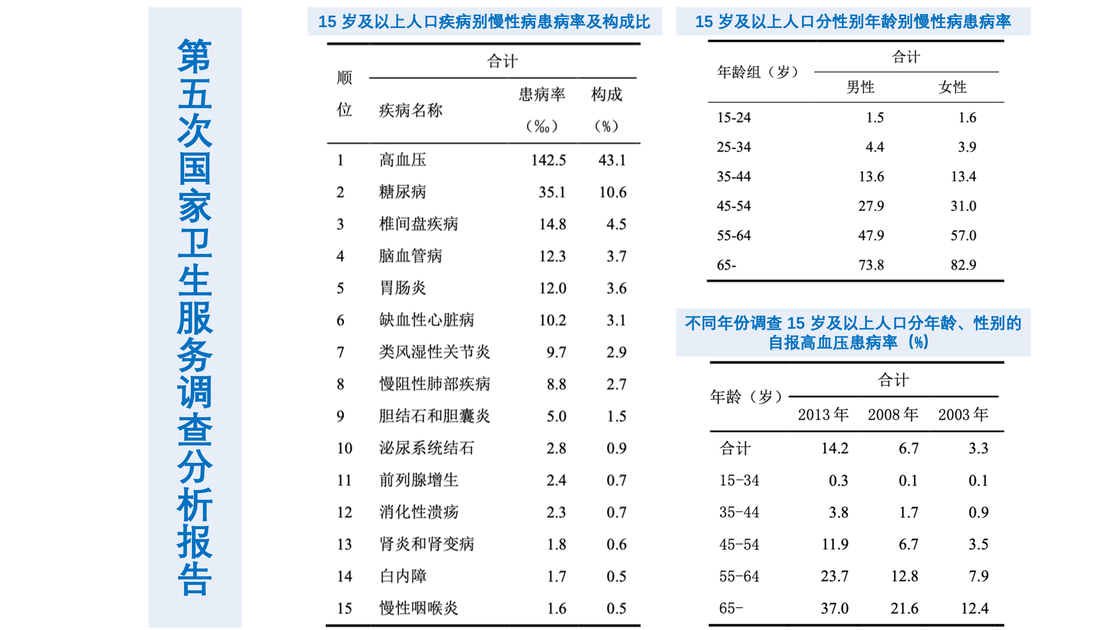 第五次国家卫生服务调查分析报告
15 岁及以上人口疾病别慢性病患病率及构成比
顺位 合计
疾病名称 患病率（‰） 构成（%）
1 高血压 142.5 43.1
2 糖尿病 35.1 10.6
3 椎间盘疾病 14.8 4.5
4 脑血管病 12.3 3.7
5 胃肠炎 12.0 3.6
6 缺血性心脏病 10.2 3.1
7 类风湿性关节炎 9.7 2.9
8 慢阻性肺部疾病 8.8 2.7
9 胆结石和胆囊炎 5.0 1.5
10 泌尿系统结石 2.8 0.9
11 前列腺增生 2.4 0.7
12 消化性溃疡 2.3 0.7
13 肾炎和肾变病 1.8 0.6
14 白内障 1.7 0.5
15 慢性咽喉炎 1.6 0.5
15 岁及以上人口分性别年龄别慢性病患病率
年龄组（岁） 合计
男性 女性
15-24 1.5 1.6
25-34 4.4 3.9
35-44 13.6 13.4
45-54 27.9 31.0
55-64 47.9 57.0
65- 73.8 82.9
不同年份调查 15 岁及以上人口分年龄、性别的
自报高血压患病率（%）
年龄（岁） 合计
2013 年 2008 年 2003 年
合计 14.2 6.7 3.3
15-34 0.3 0.1 0.1
35-44 3.8 1.7 0.9
45-54 11.9 6.7 3.5
55-64 23.7 12.8 7.9
65- 37.0 21.6 12.4